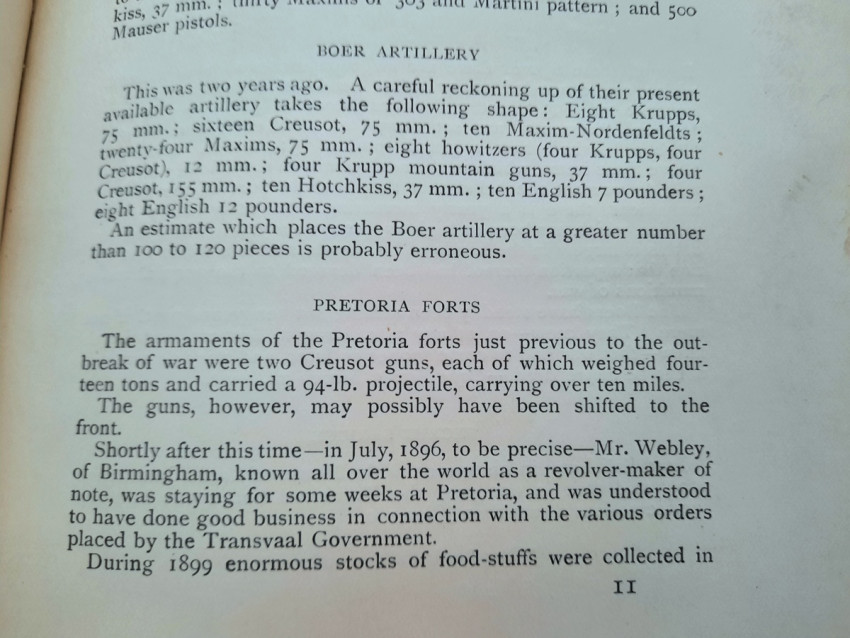 kiss, 37 mm. ; thirty Maxims of ·303 and Martini pattern ; and 500
Mauser pistols.
BOER ARTILLERY
This was two years ago. A careful reckoning up of their present
available artillery takes the following shape: Eight Krupps,
75 mm.; sixteen Creusot, 75 mm. ; ten Maxim-Nordenfeldts ;
twenty-four Maxims, 75 mm. ; eight howitzers (four Krupps, four
Creusot), 12 mm. ; four Krupp mountain guns, 37 mm. ; four
Creusot, 155 mm. ; ten Hotchkiss, 37 mm. ; ten English 7 pounders ;
eight English 12 pounders.
An estimate which places the Boer artillery at a greater number
than 100 to 120 pieces is probably erroneous.
PRETORIA FORTS
The armaments of the Pretoria forts just previous to the out-
break of war were two Creusot guns, each of which weighed four-
teen tons and carried a 94-lb. projectile, carrying over ten miles.
The guns, however, may possibly have been shifted to the
front.
Shortly after this time—in July, 1896, to be precise—Mr. Webley,
of Birmingham, known all over the world as a revolver-maker of
note, was staying for some weeks at Pretoria, and was understood
to have done good business in connection with the various orders
placed by the Transvaal Government.
During 1899 enormous stocks of food-stuffs were collected in
11